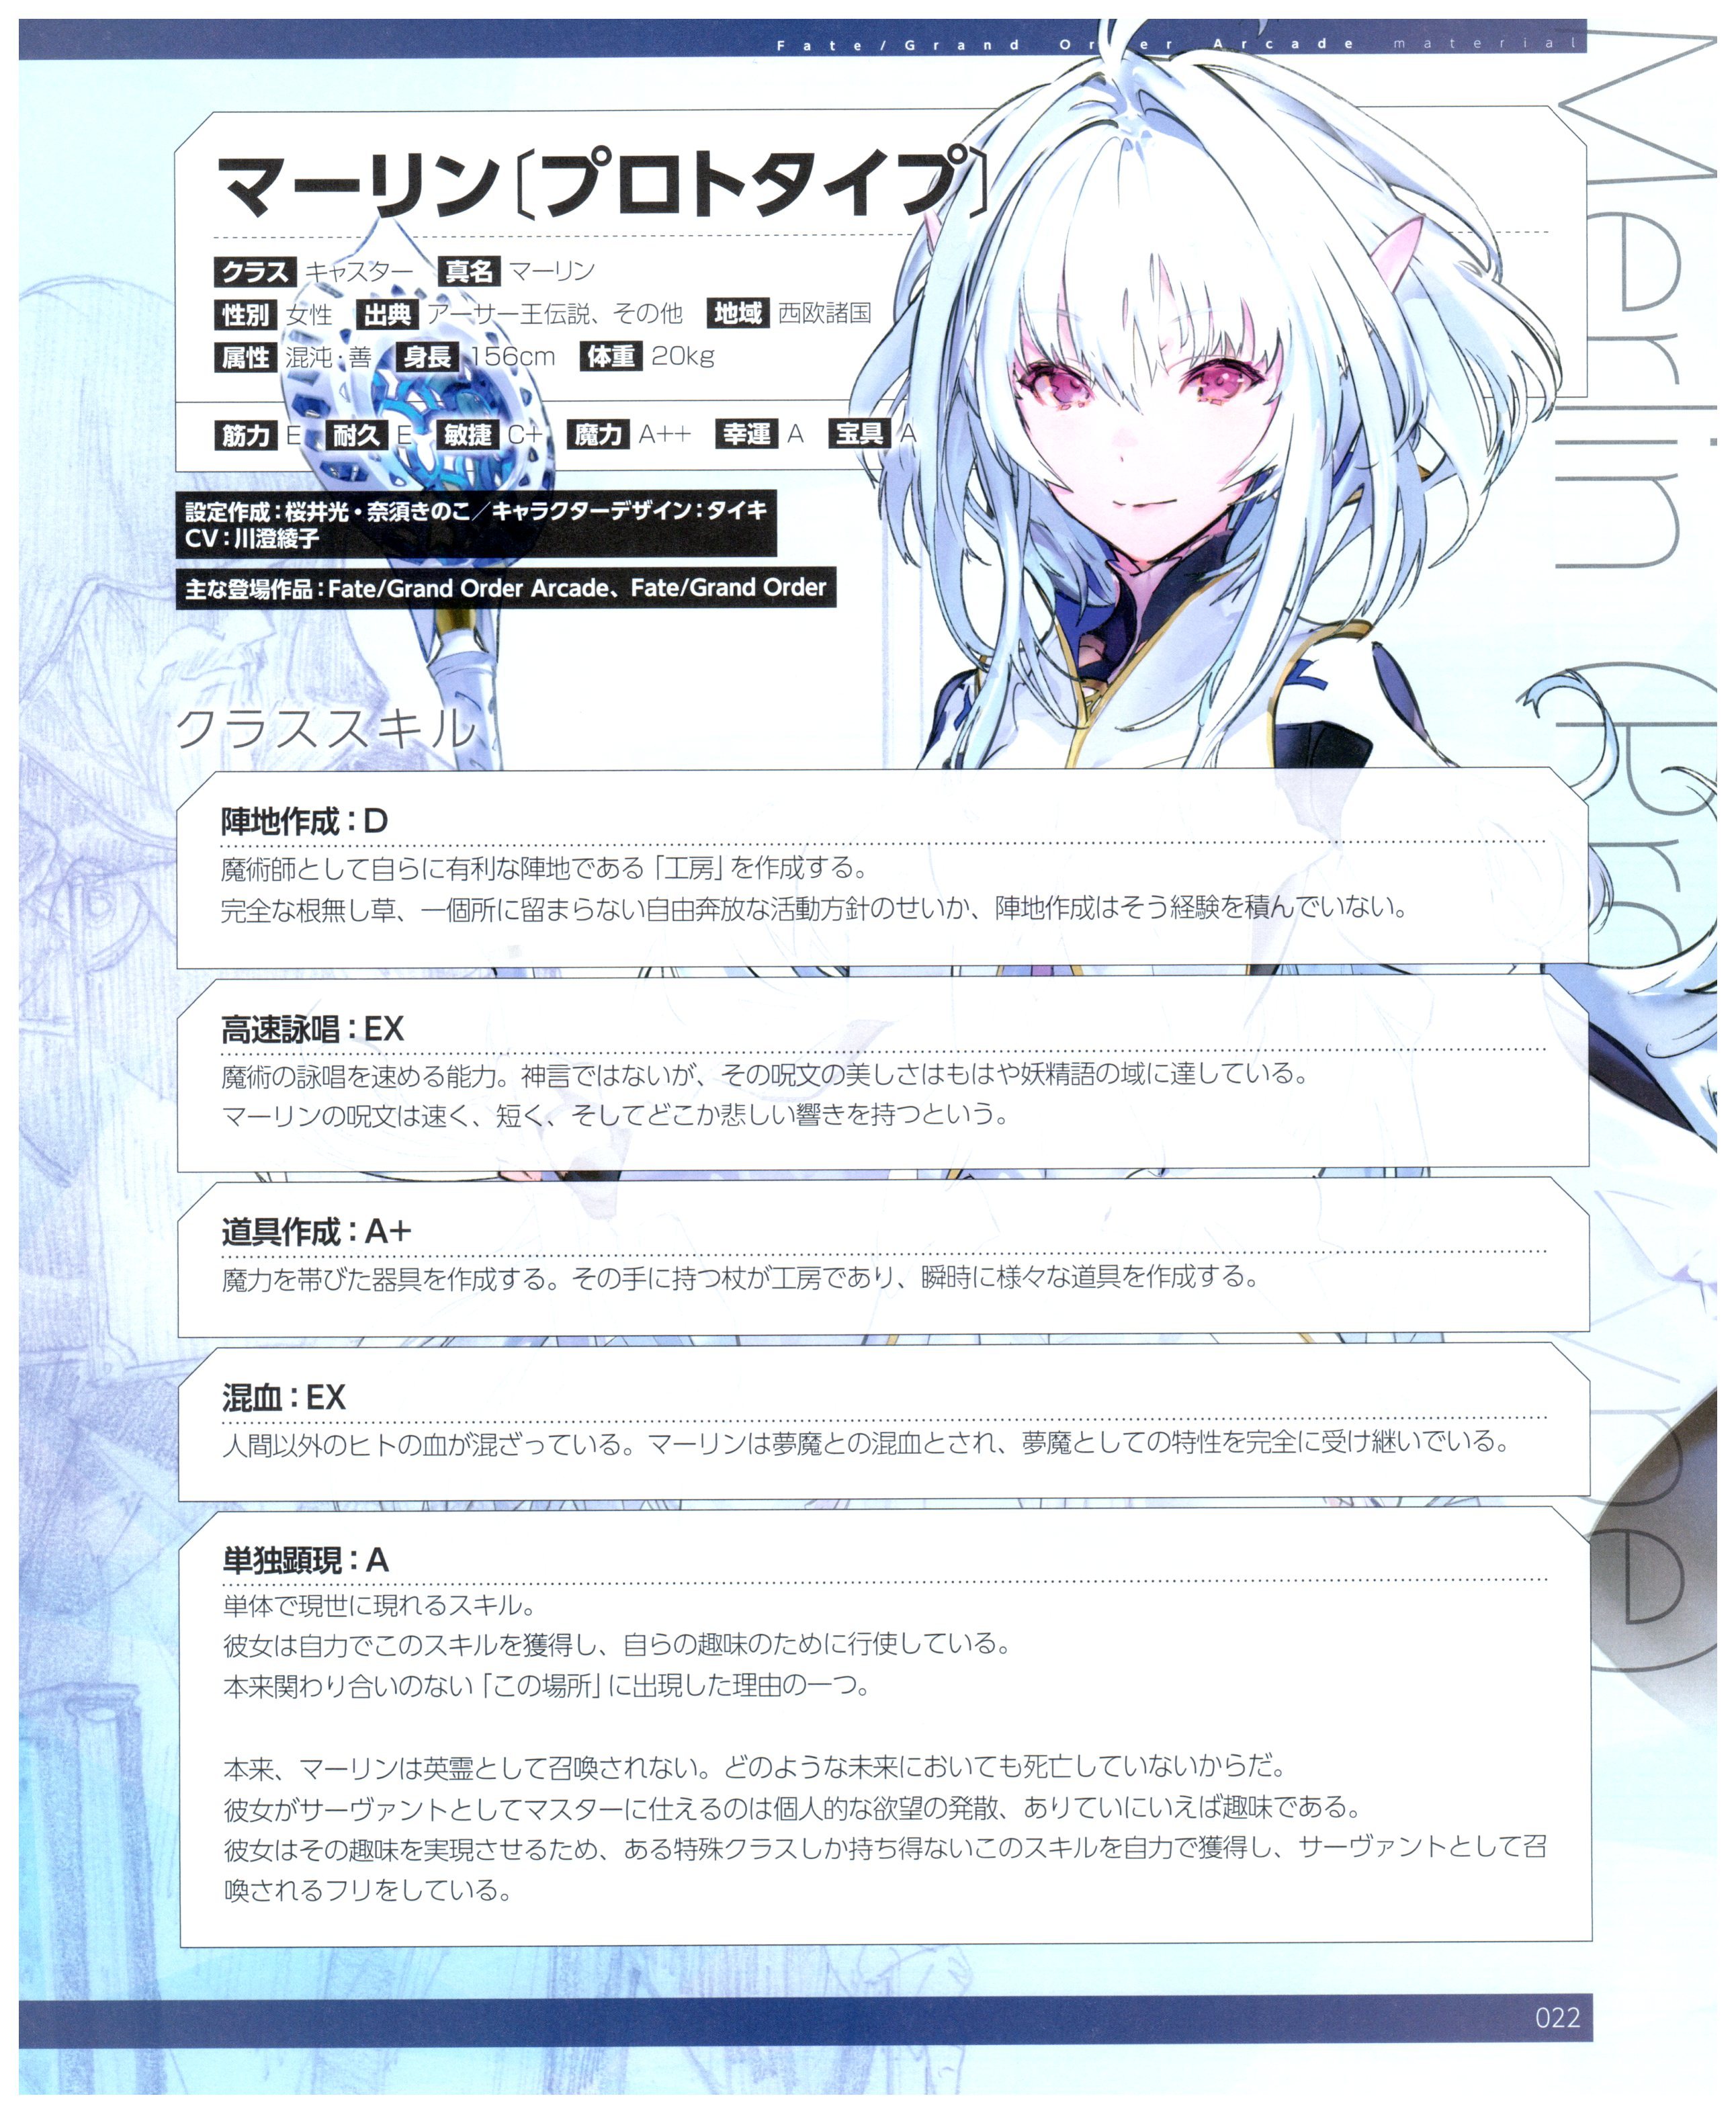 Fate/Grand Order Arcade material
マーリン〔プロトタイプ〕
クラス キャスター 真名 マーリン
性別 女性 出典 アーサー王伝説、その他 地域 西欧諸国
属性 混沌・善 身長 156cm 体重 20kg
筋力 E 耐久 E 敏捷 C+ 魔力 A++ 幸運 A 宝具 A
設定作成：桜井光・奈須きのこ／キャラクターデザイン：タイキ
CV：川澄綾子
主な登場作品：Fate/Grand Order Arcade、Fate/Grand Order
クラススキル
陣地作成：D
魔術師として自らに有利な陣地である「工房」を作成する。
完全な根無し草、一個所に留まらない自由奔放な活動方針のせいか、陣地作成はそう経験を積んでいない。
高速詠唱：EX
魔術の詠唱を速める能力。神言ではないが、その呪文の美しさはもはや妖精語の域に達している。
マーリンの呪文は速く、短く、そしてどこか悲しい響きを持つという。
道具作成：A+
魔力を帯びた器具を作成する。その手に持つ杖が工房であり、瞬時に様々な道具を作成する。
混血：EX
人間以外のヒトの血が混ざっている。マーリンは夢魔との混血とされ、夢魔としての特性を完全に受け継いでいる。
単独顕現：A
単体で現世に現れるスキル。
彼女は自力でこのスキルを獲得し、自らの趣味のために行使している。
本来関わり合いのない「この場所」に出現した理由の一つ。
本来、マーリンは英霊として召喚されない。どのような未来においても死亡していないからだ。
彼女がサーヴァントとしてマスターに仕えるのは個人的な欲望の発散、ありていにいえば趣味である。
彼女はその趣味を実現させるため、ある特殊クラスしか持ち得ないこのスキルを自力で獲得し、サーヴァントとして召
喚されるフリをしている。
022
Merlin